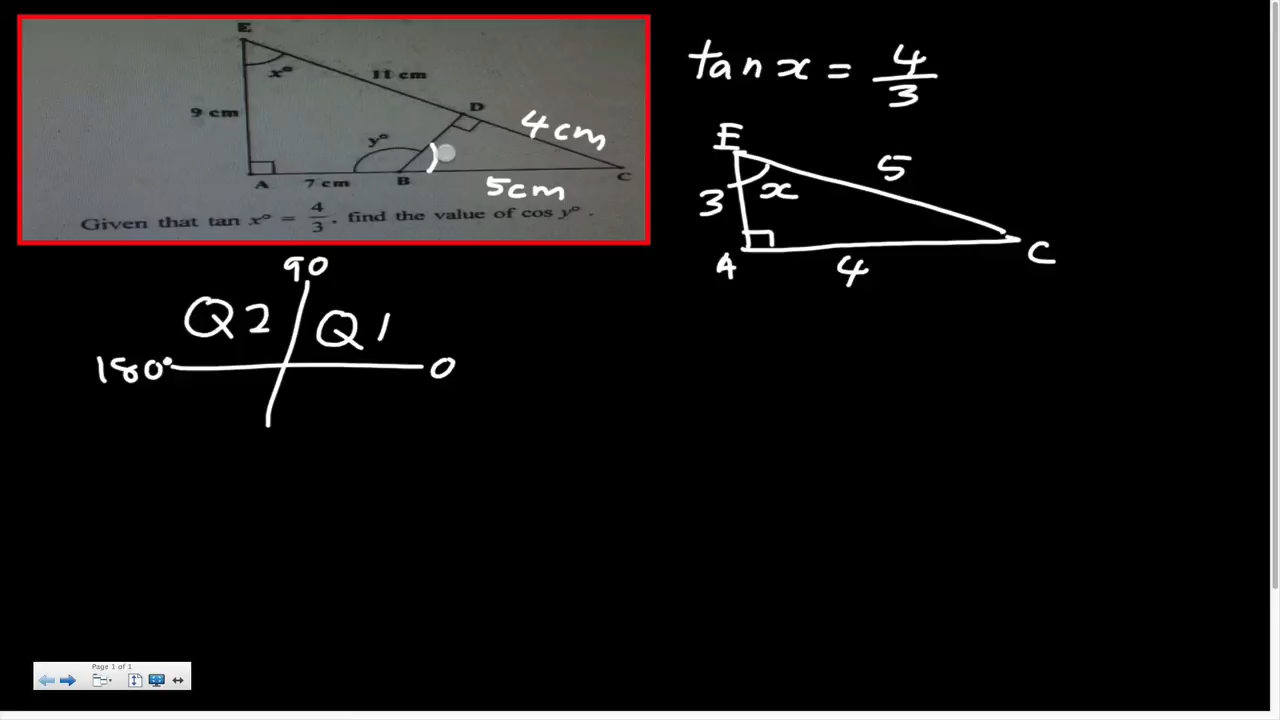 E
x°
11 cm
9 cm
D
4cm
y°
A
7 cm
B
5cm
C
Given that tan x° = 4/3, find the value of cos y°.
tan x = 4/3
E
5
3
x
A
4
C
90
Q2
Q1
180°
0
Page 1 of 1